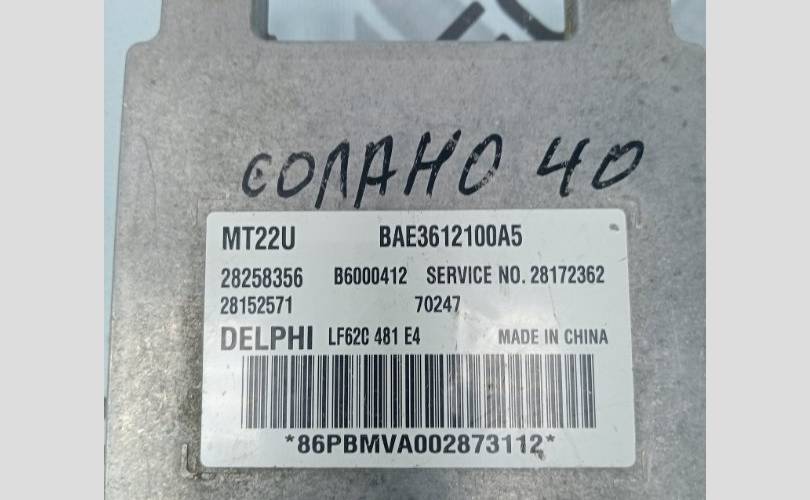 СОЛАНО 40
MT22U BAE3612100A5
28258356 B6000412 SERVICE NO. 28172362
28152571 70247
DELPHI LF62C 481 E4 MADE IN CHINA
*86PBMVA002873112*